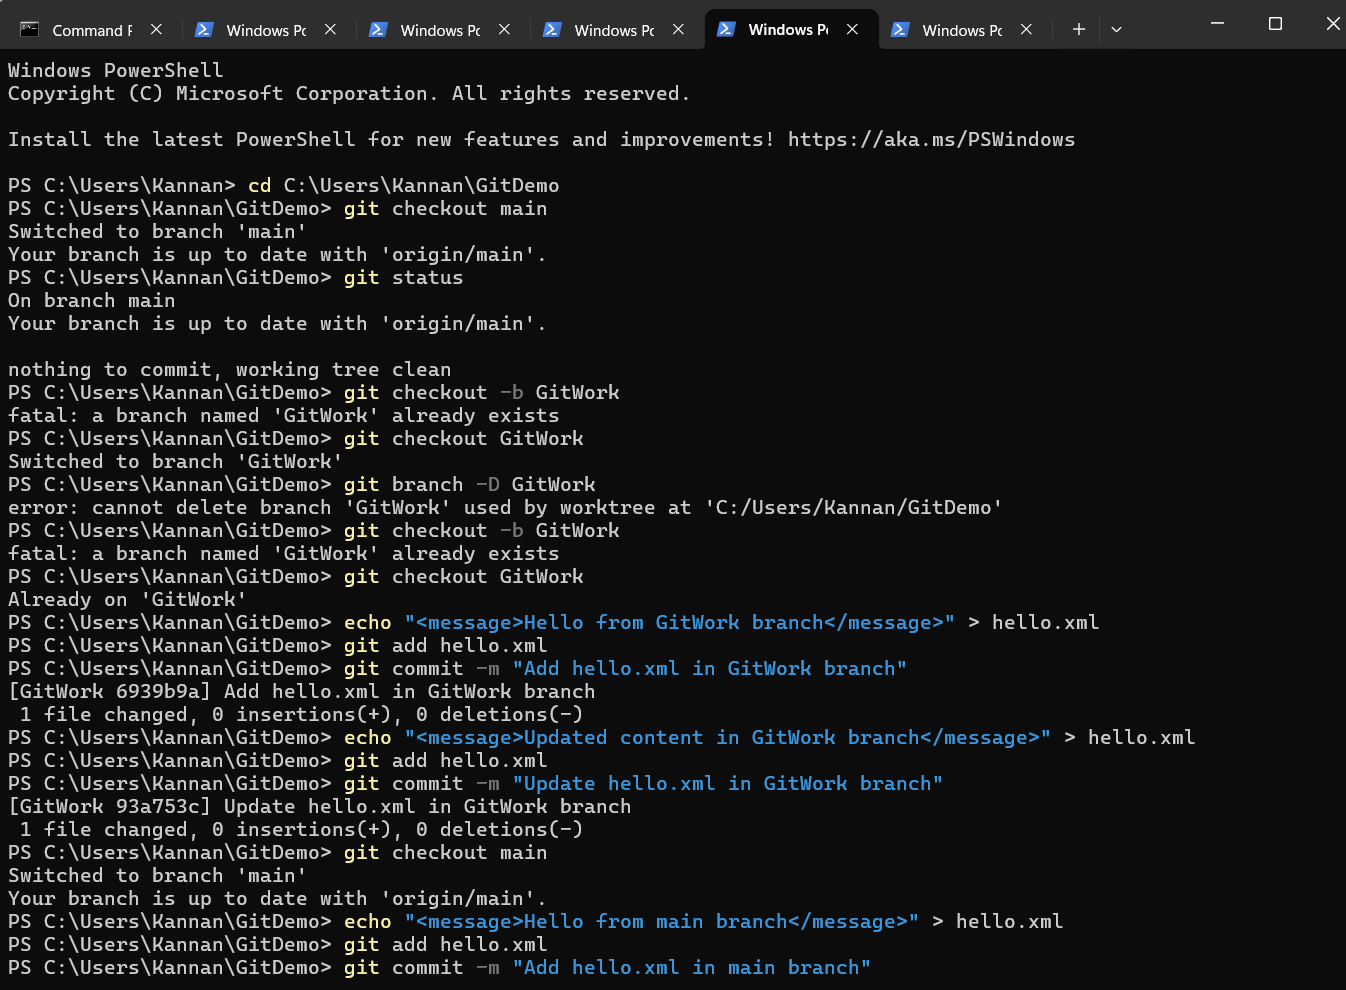 Command P
Windows Po
Windows Po
Windows Po
Windows Po
Windows Po
Windows PowerShell
Copyright (C) Microsoft Corporation. All rights reserved.
Install the latest PowerShell for new features and improvements! https://aka.ms/PSWindows
PS C:\Users\Kannan> cd C:\Users\Kannan\GitDemo
PS C:\Users\Kannan\GitDemo> git checkout main
Switched to branch 'main'
Your branch is up to date with 'origin/main'.
PS C:\Users\Kannan\GitDemo> git status
On branch main
Your branch is up to date with 'origin/main'.
nothing to commit, working tree clean
PS C:\Users\Kannan\GitDemo> git checkout -b GitWork
fatal: a branch named 'GitWork' already exists
PS C:\Users\Kannan\GitDemo> git checkout GitWork
Switched to branch 'GitWork'
PS C:\Users\Kannan\GitDemo> git branch -D GitWork
error: cannot delete branch 'GitWork' used by worktree at 'C:/Users/Kannan/GitDemo'
PS C:\Users\Kannan\GitDemo> git checkout -b GitWork
fatal: a branch named 'GitWork' already exists
PS C:\Users\Kannan\GitDemo> git checkout GitWork
Already on 'GitWork'
PS C:\Users\Kannan\GitDemo> echo "<message>Hello from GitWork branch</message>" > hello.xml
PS C:\Users\Kannan\GitDemo> git add hello.xml
PS C:\Users\Kannan\GitDemo> git commit -m "Add hello.xml in GitWork branch"
[GitWork 6939b9a] Add hello.xml in GitWork branch
1 file changed, 0 insertions(+), 0 deletions(-)
PS C:\Users\Kannan\GitDemo> echo "<message>Updated content in GitWork branch</message>" > hello.xml
PS C:\Users\Kannan\GitDemo> git add hello.xml
PS C:\Users\Kannan\GitDemo> git commit -m "Update hello.xml in GitWork branch"
[GitWork 93a753c] Update hello.xml in GitWork branch
1 file changed, 0 insertions(+), 0 deletions(-)
PS C:\Users\Kannan\GitDemo> git checkout main
Switched to branch 'main'
Your branch is up to date with 'origin/main'.
PS C:\Users\Kannan\GitDemo> echo "<message>Hello from main branch</message>" > hello.xml
PS C:\Users\Kannan\GitDemo> git add hello.xml
PS C:\Users\Kannan\GitDemo> git commit -m "Add hello.xml in main branch"